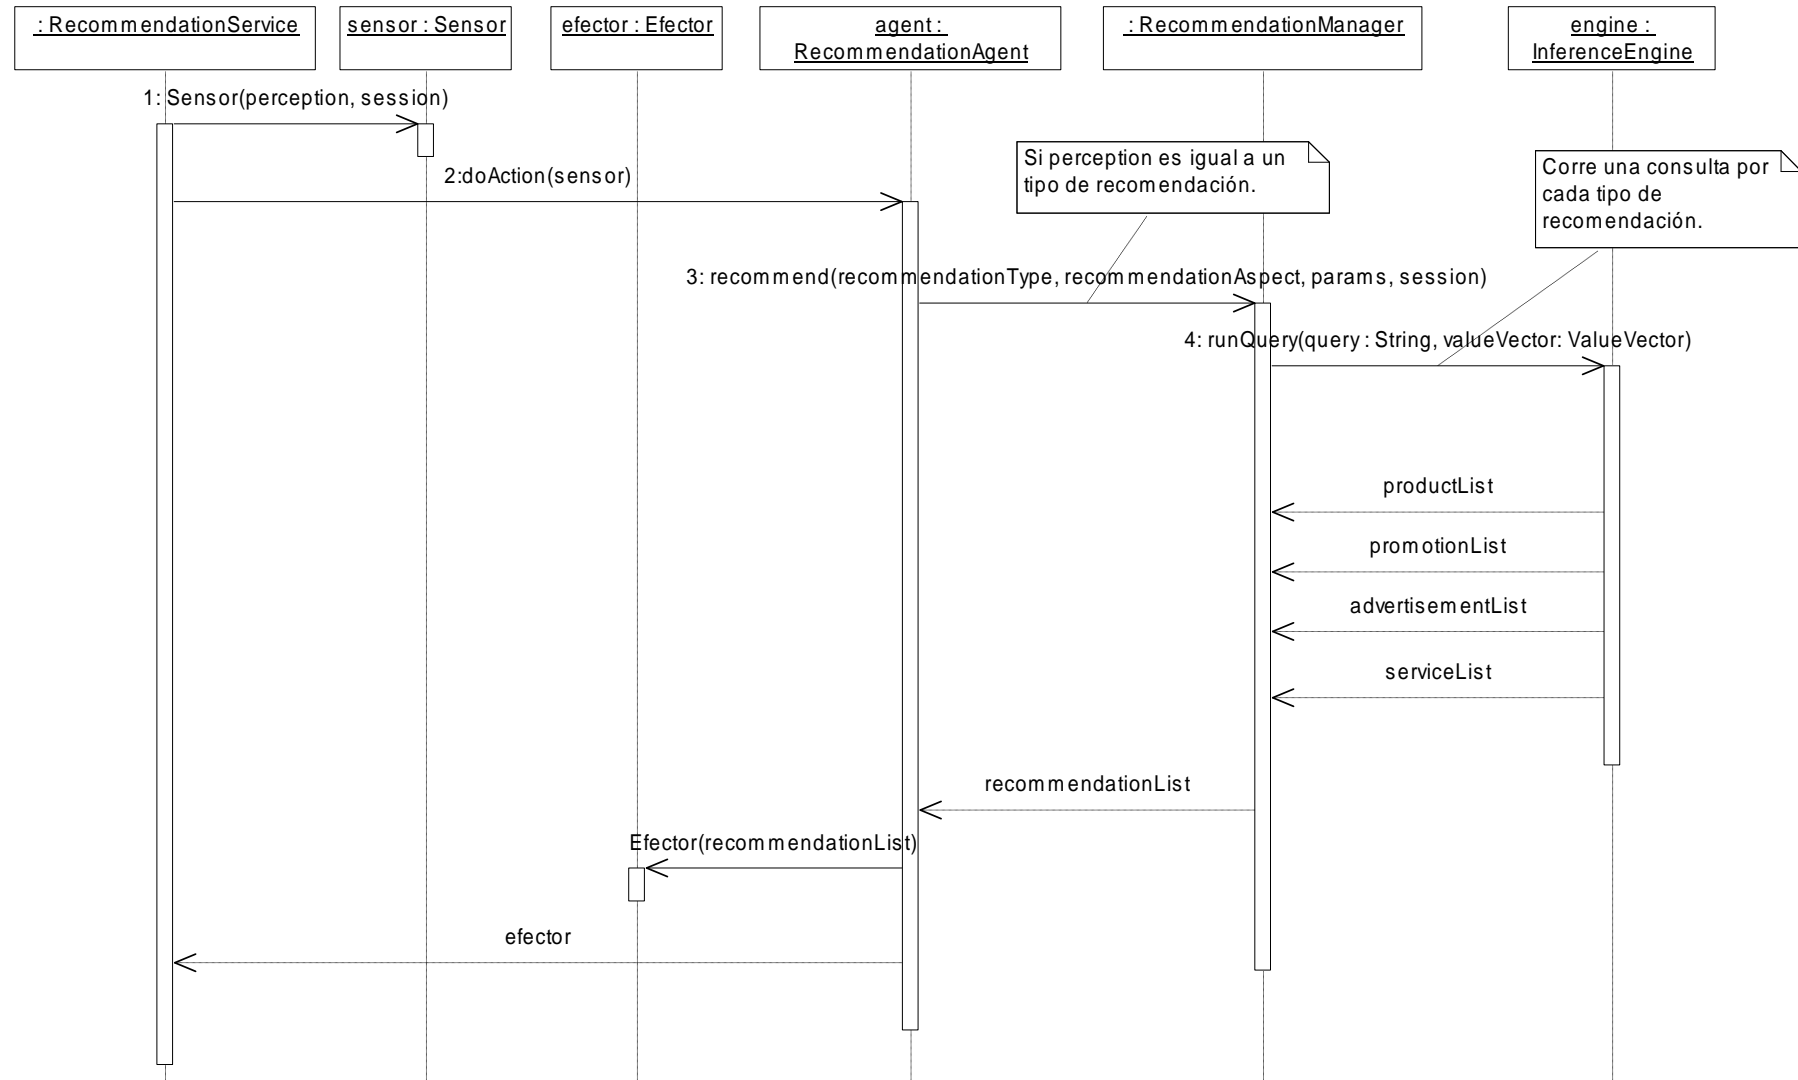 : RecommendationService
sensor : Sensor
efector : Efector
agent :
RecommendationAgent
: RecommendationManager
engine :
InferenceEngine
1: Sensor(perception, session)
Si perception es igual a un
tipo de recomendación.
Corre una consulta por
cada tipo de
recomendación.
2:doAction(sensor)
3: recommend(recommendationType, recommendationAspect, params, session)
4: runQuery(query : String, valueVector: ValueVector)
productList
promotionList
advertisementList
serviceList
recommendationList
Efector(recommendationList)
efector